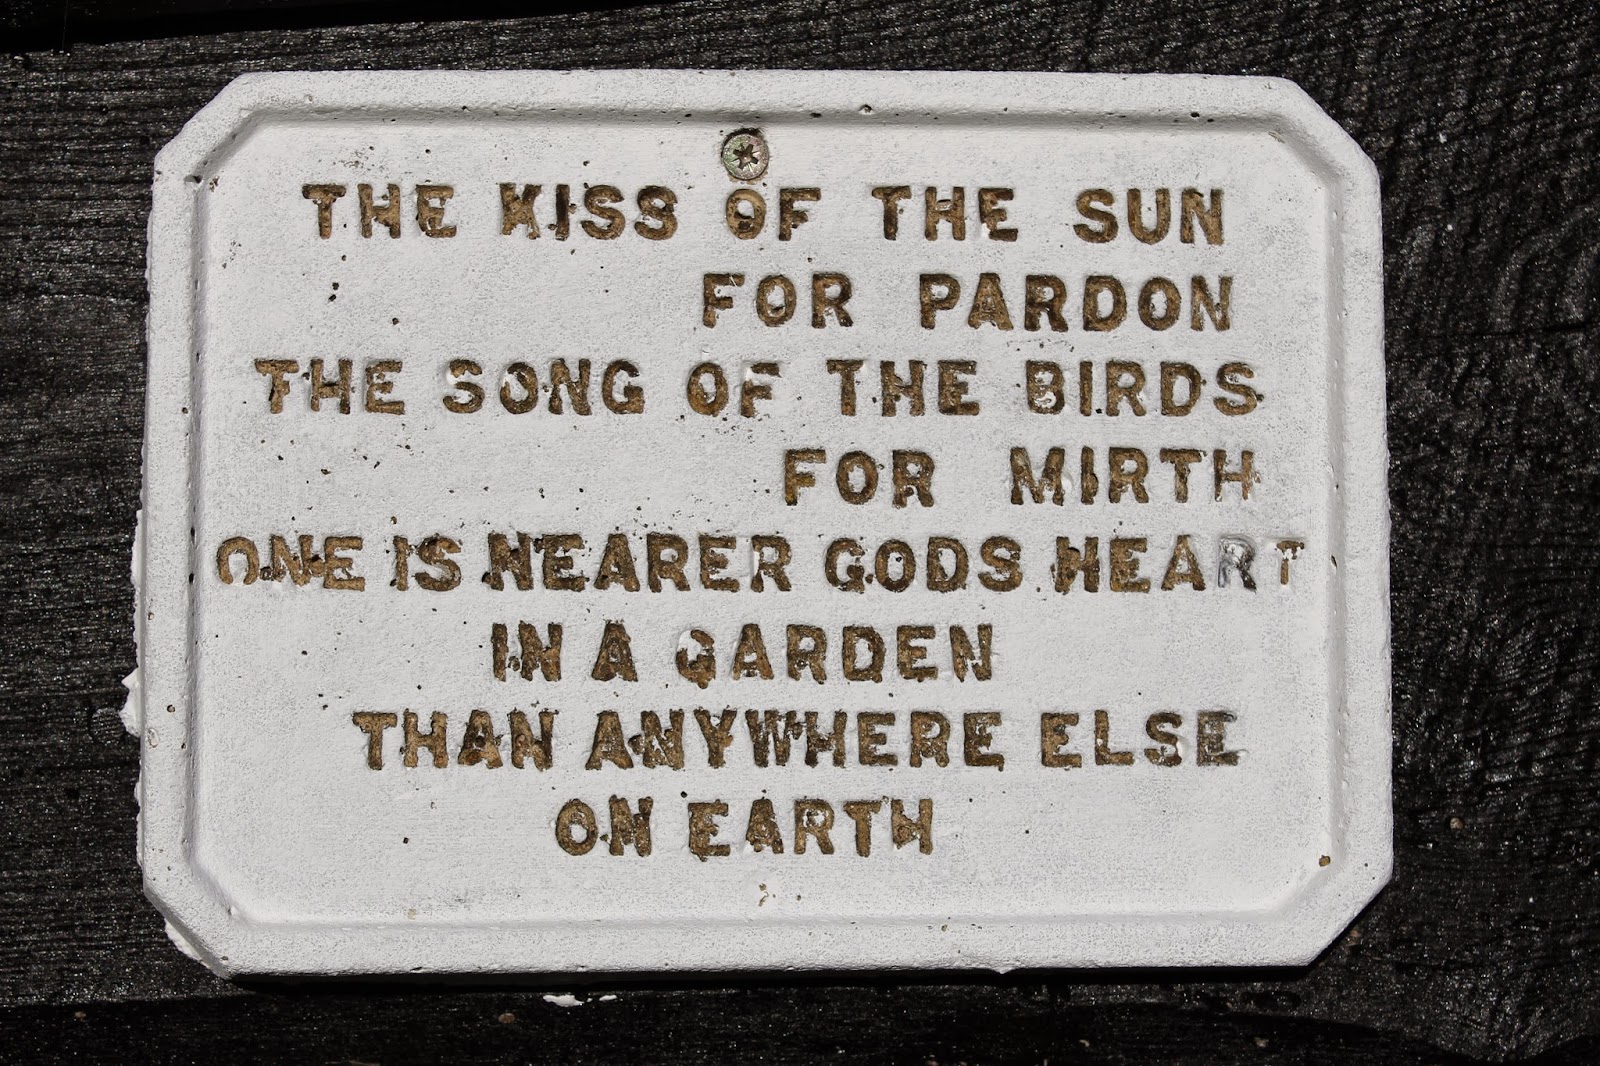 THE KISS OF THE SUN
FOR PARDON
THE SONG OF THE BIRDS
FOR MIRTH
ONE IS NEARER GODS HEART
IN A GARDEN
THAN ANYWHERE ELSE
ON EARTH